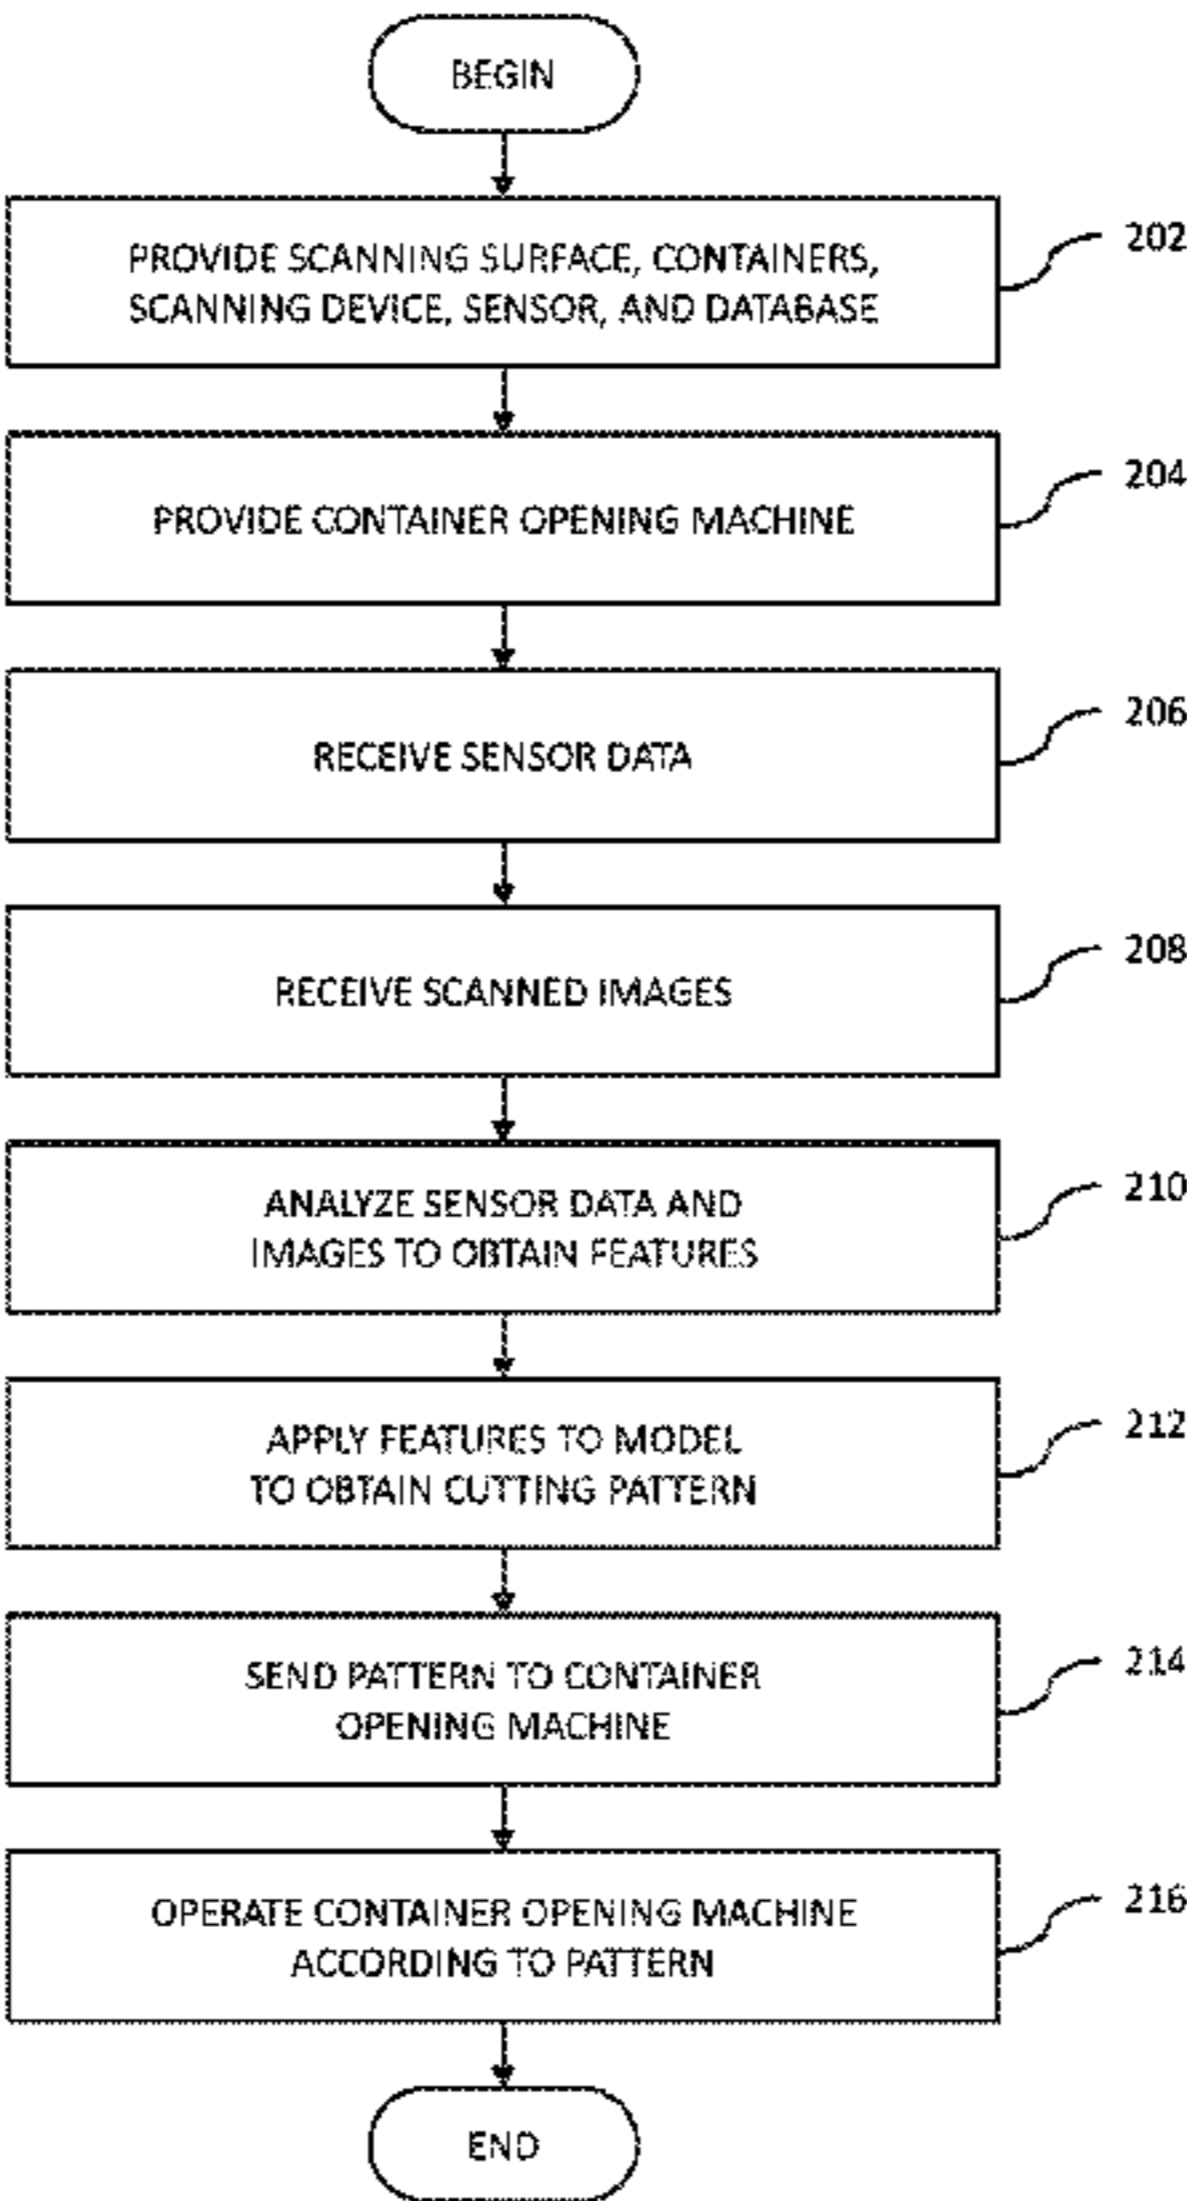 BEGIN
PROVIDE SCANNING SURFACE, CONTAINERS,
SCANNING DEVICE, SENSOR, AND DATABASE
202
PROVIDE CONTAINER OPENING MACHINE
204
RECEIVE SENSOR DATA
206
RECEIVE SCANNED IMAGES
208
ANALYZE SENSOR DATA AND
IMAGES TO OBTAIN FEATURES
210
APPLY FEATURES TO MODEL
TO OBTAIN CUTTING PATTERN
212
SEND PATTERN TO CONTAINER
OPENING MACHINE
214
OPERATE CONTAINER OPENING MACHINE
ACCORDING TO PATTERN
216
END